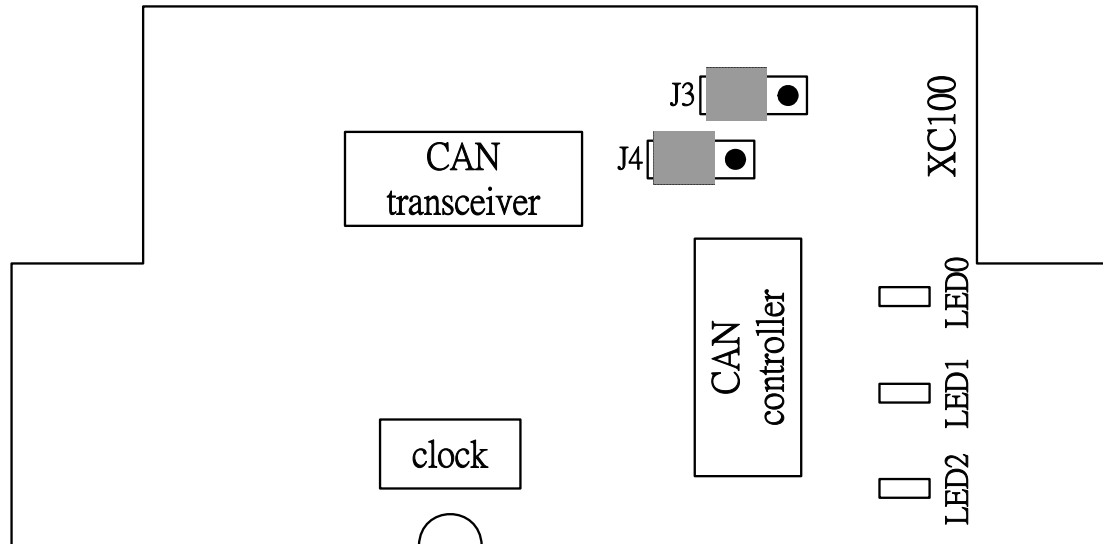 J3
XC100
CAN
transceiver
J4
LED0
CAN
controller
LED1
clock
LED2